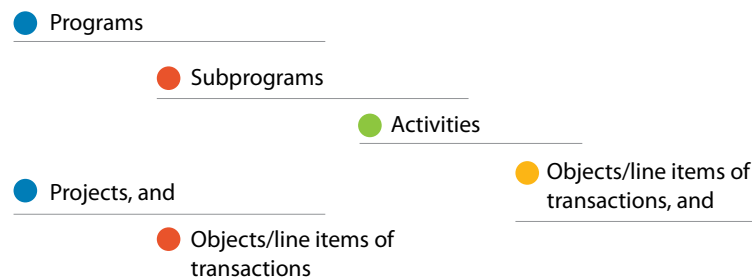 Programs
Subprograms
Activities
Objects/line items of
transactions, and
Projects, and
Objects/line items of
transactions